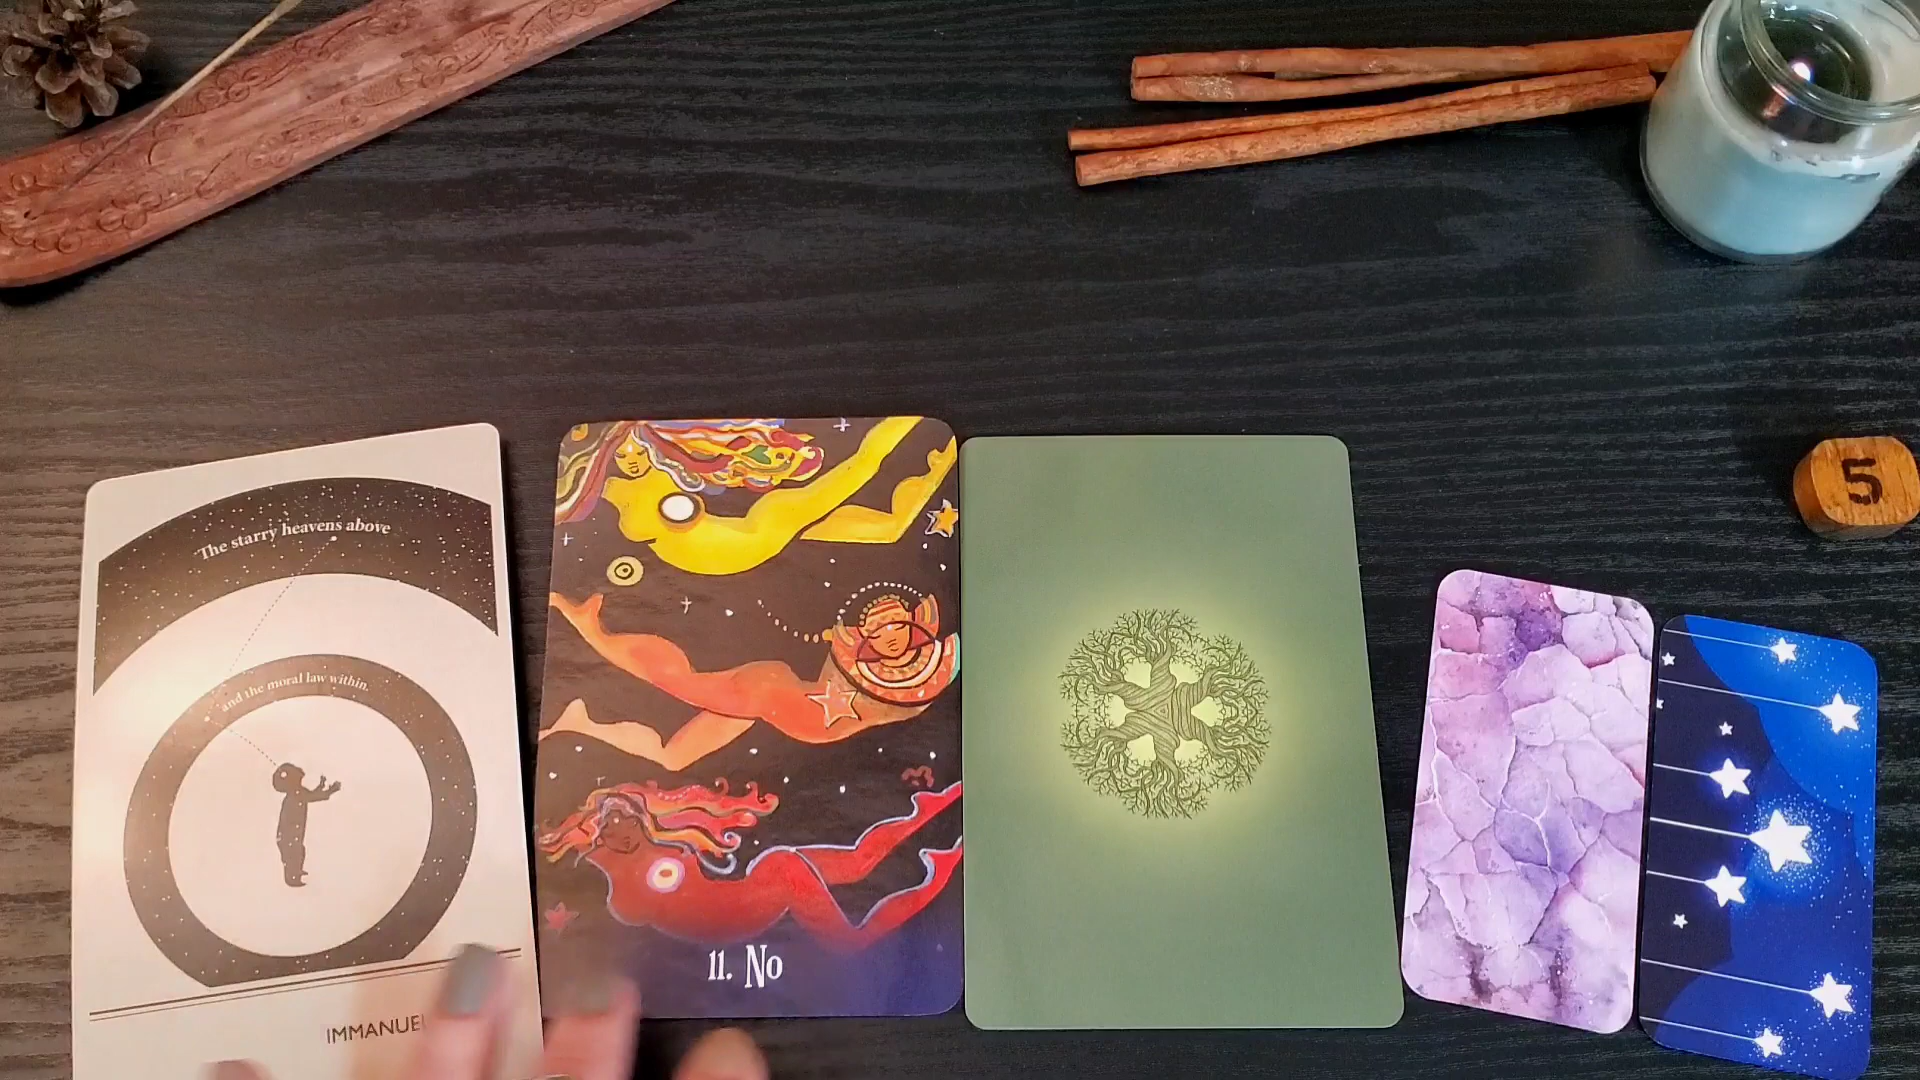 The starry heavens above
and the moral law within.
IMMANUE
11. No
5